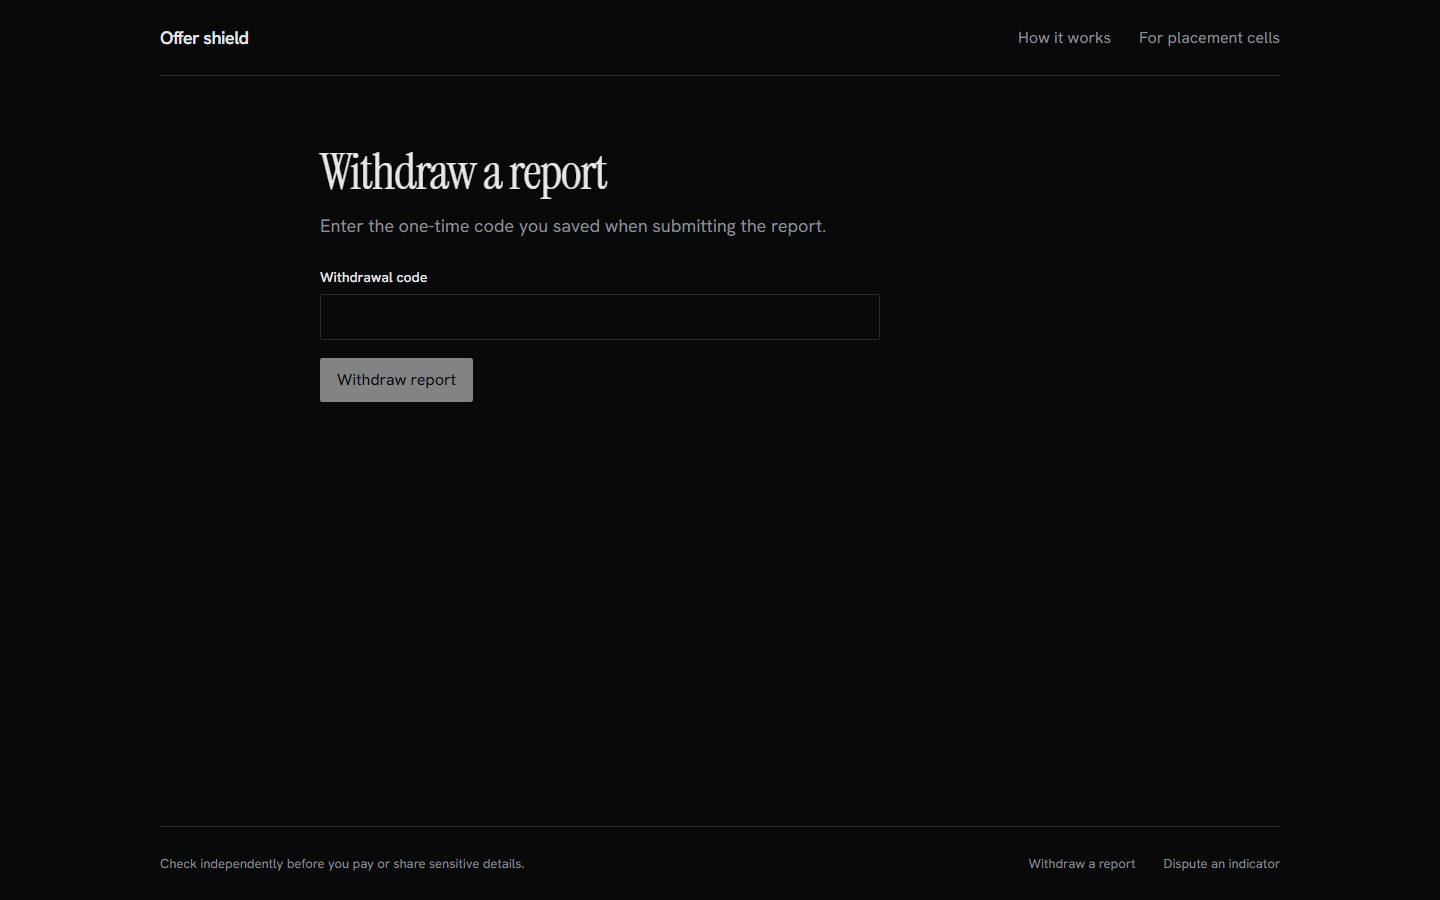 Offer shield
How it works
For placement cells
Withdraw a report
Enter the one-time code you saved when submitting the report.
Withdrawal code
Withdraw report
Check independently before you pay or share sensitive details.
Withdraw a report
Dispute an indicator